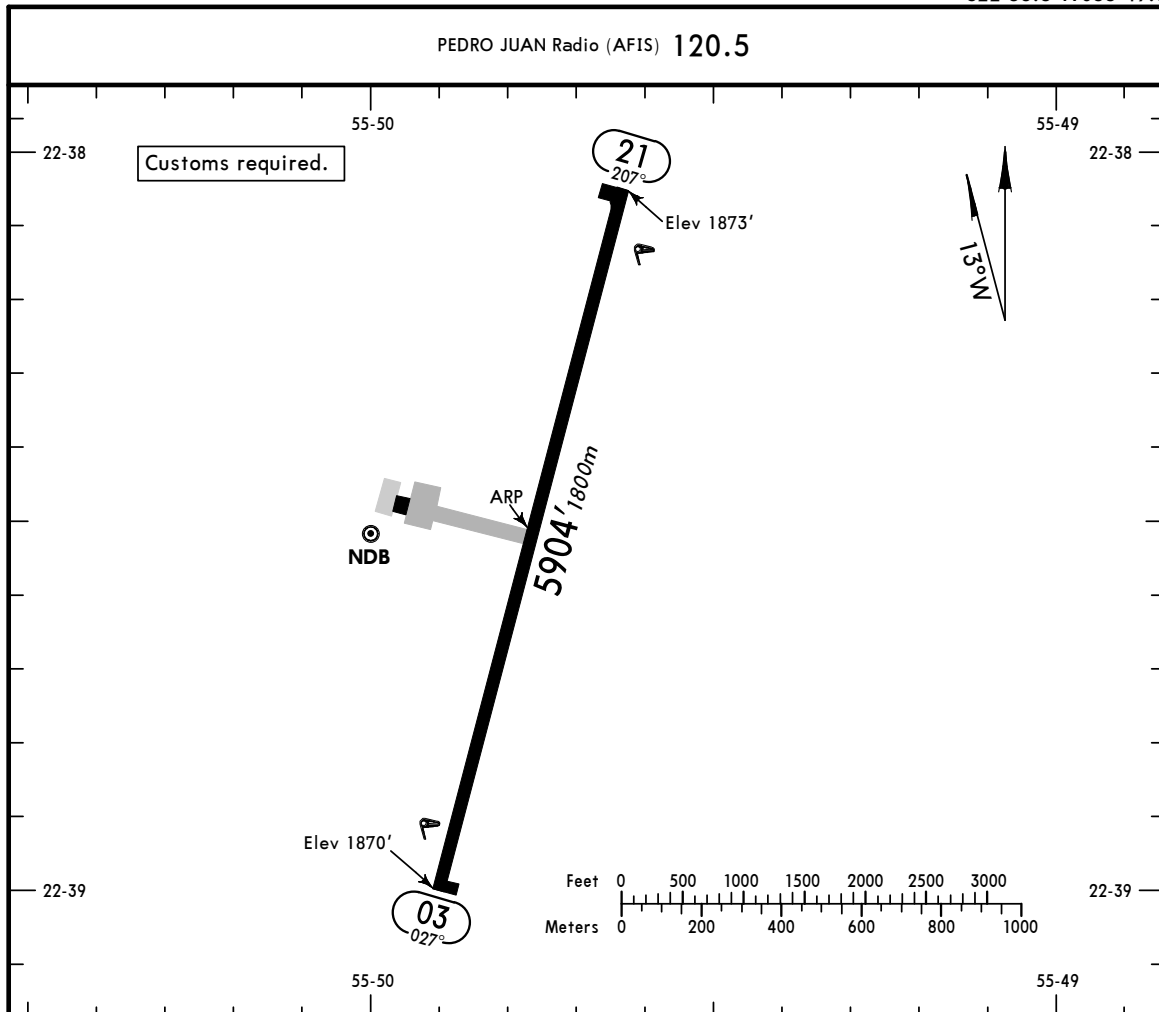 PEDRO JUAN Radio (AFIS) 120.5
55-50
55-49
22-38
22-38
Customs required.
21
207°
Elev 1873'
13°W
ARP
5904' 1800m
NDB
Elev 1870'
22-39
22-39
03
027°
Feet 0 500 1000 1500 2000 2500 3000
Meters 0 200 400 600 800 1000
55-50
55-49